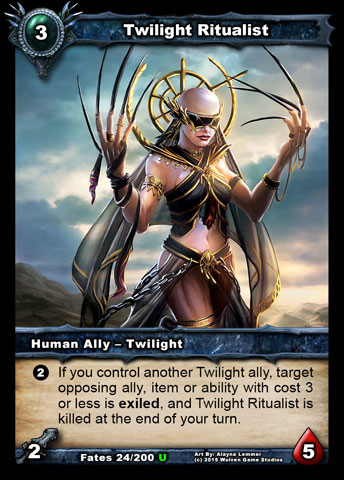 3
Twilight Ritualist
Human Ally – Twilight
2 If you control another Twilight ally, target
opposing ally, item or ability with cost 3
or less is exiled, and Twilight Ritualist is
killed at the end of your turn.
2
Fates 24/200 U
Art By: Alayna Lemmer
(c) 2015 Wulven Game Studios
5